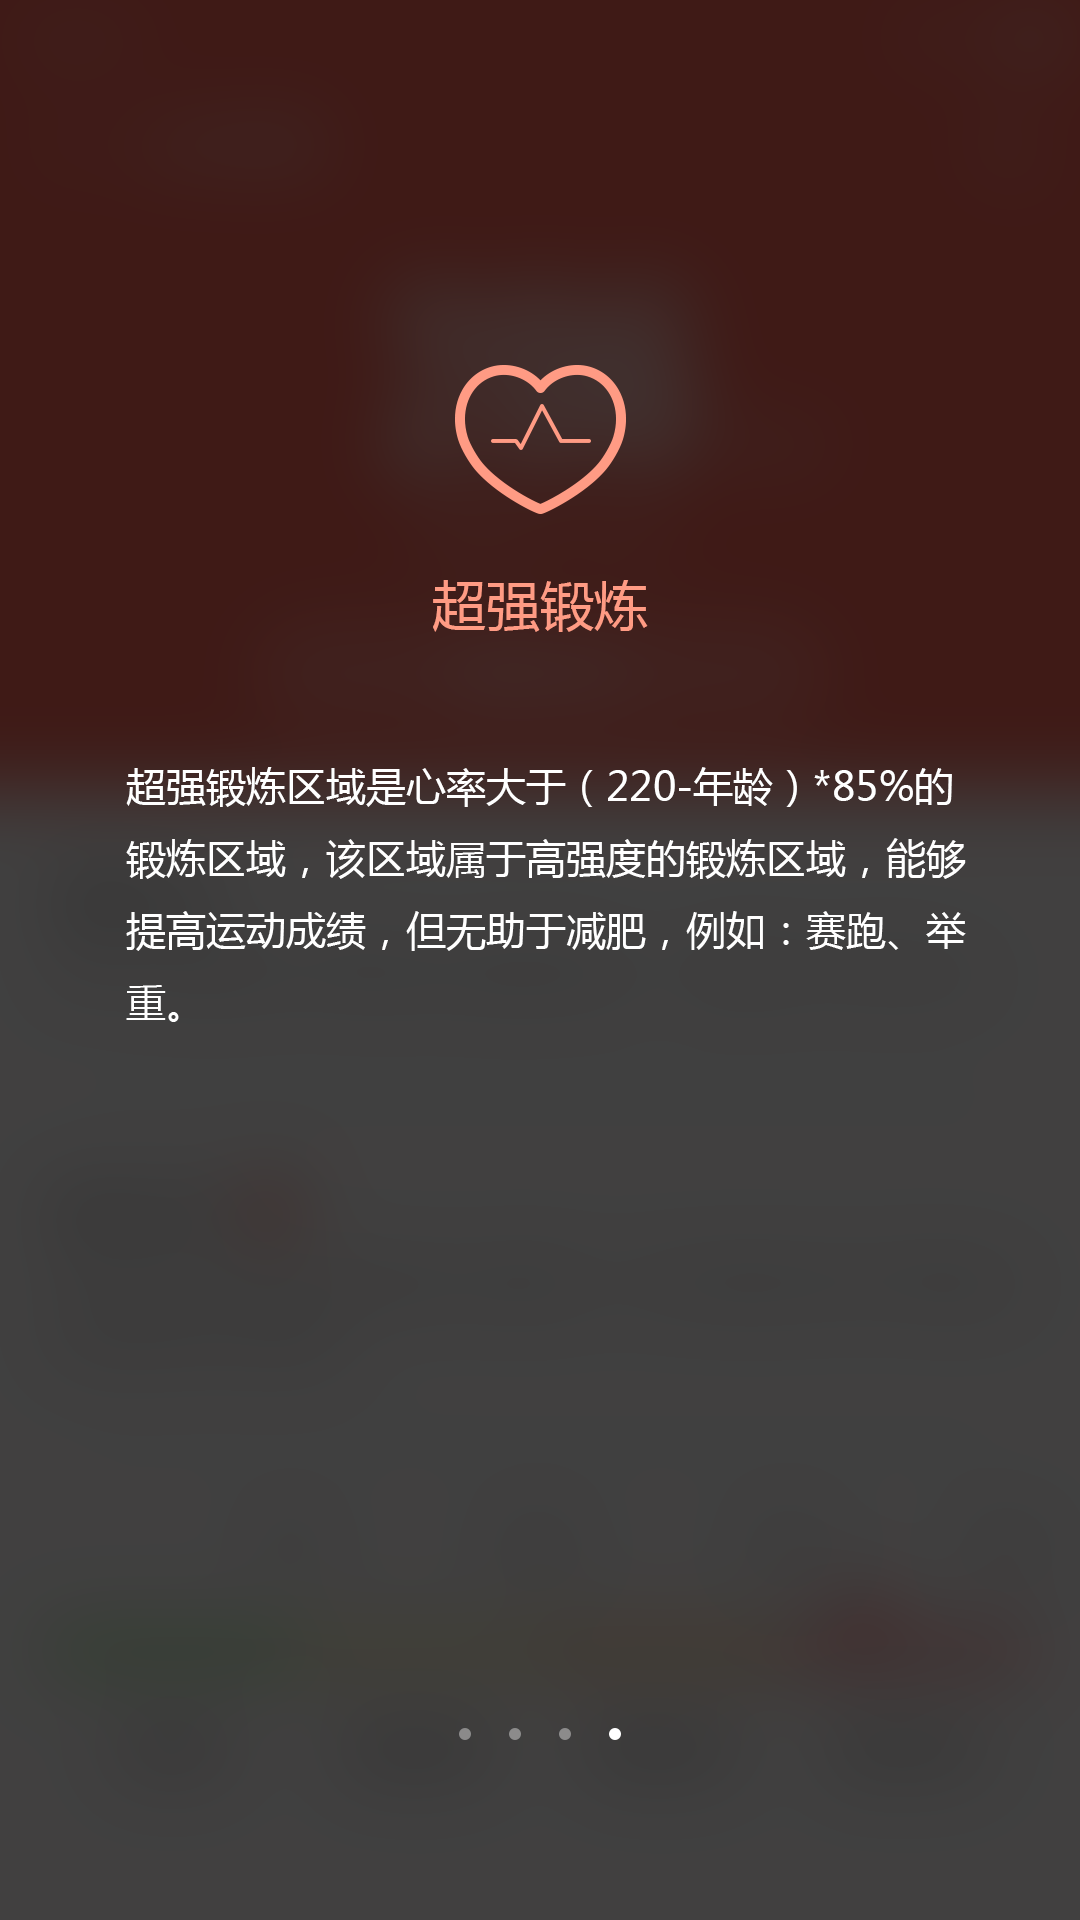 超强锻炼
超强锻炼区域是心率大于（220-年龄）*85%的
锻炼区域，该区域属于高强度的锻炼区域，能够
提高运动成绩，但无助于减肥，例如：赛跑、举
重。